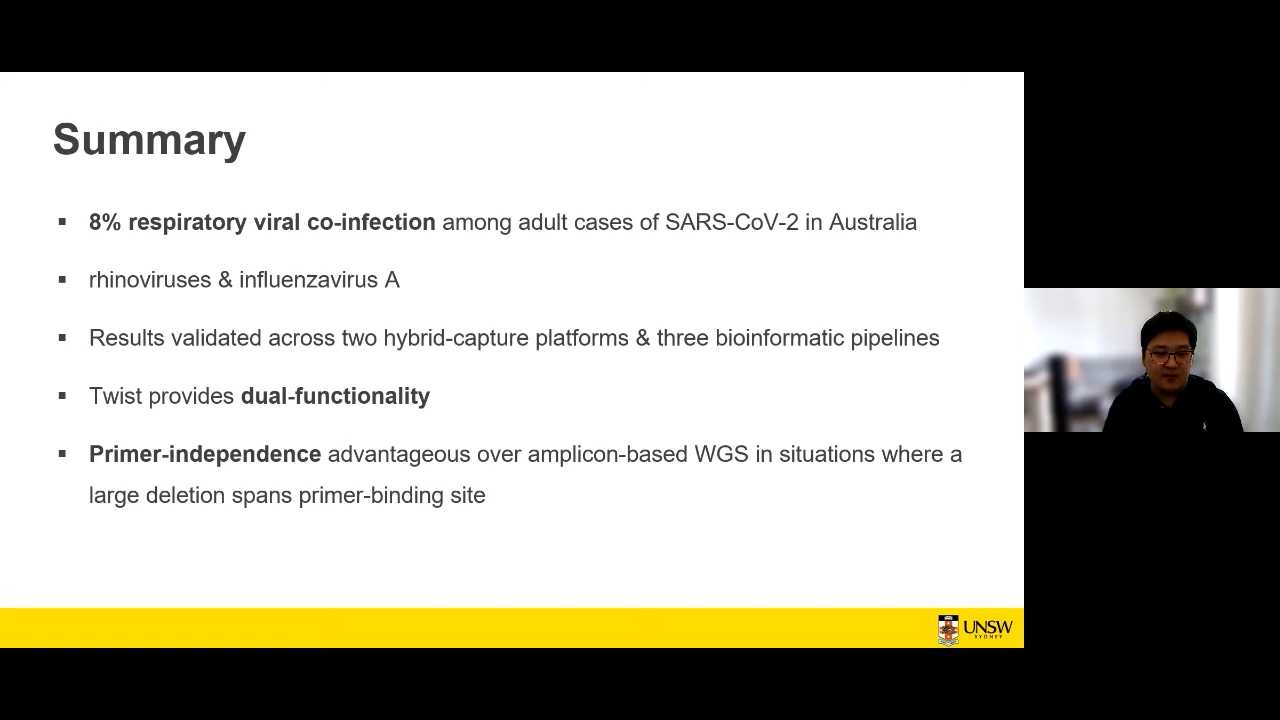 Summary
▪ 8% respiratory viral co-infection among adult cases of SARS-CoV-2 in Australia
▪ rhinoviruses & influenzavirus A
▪ Results validated across two hybrid-capture platforms & three bioinformatic pipelines
▪ Twist provides dual-functionality
▪ Primer-independence advantageous over amplicon-based WGS in situations where a
large deletion spans primer-binding site
UNSW
SYDNEY